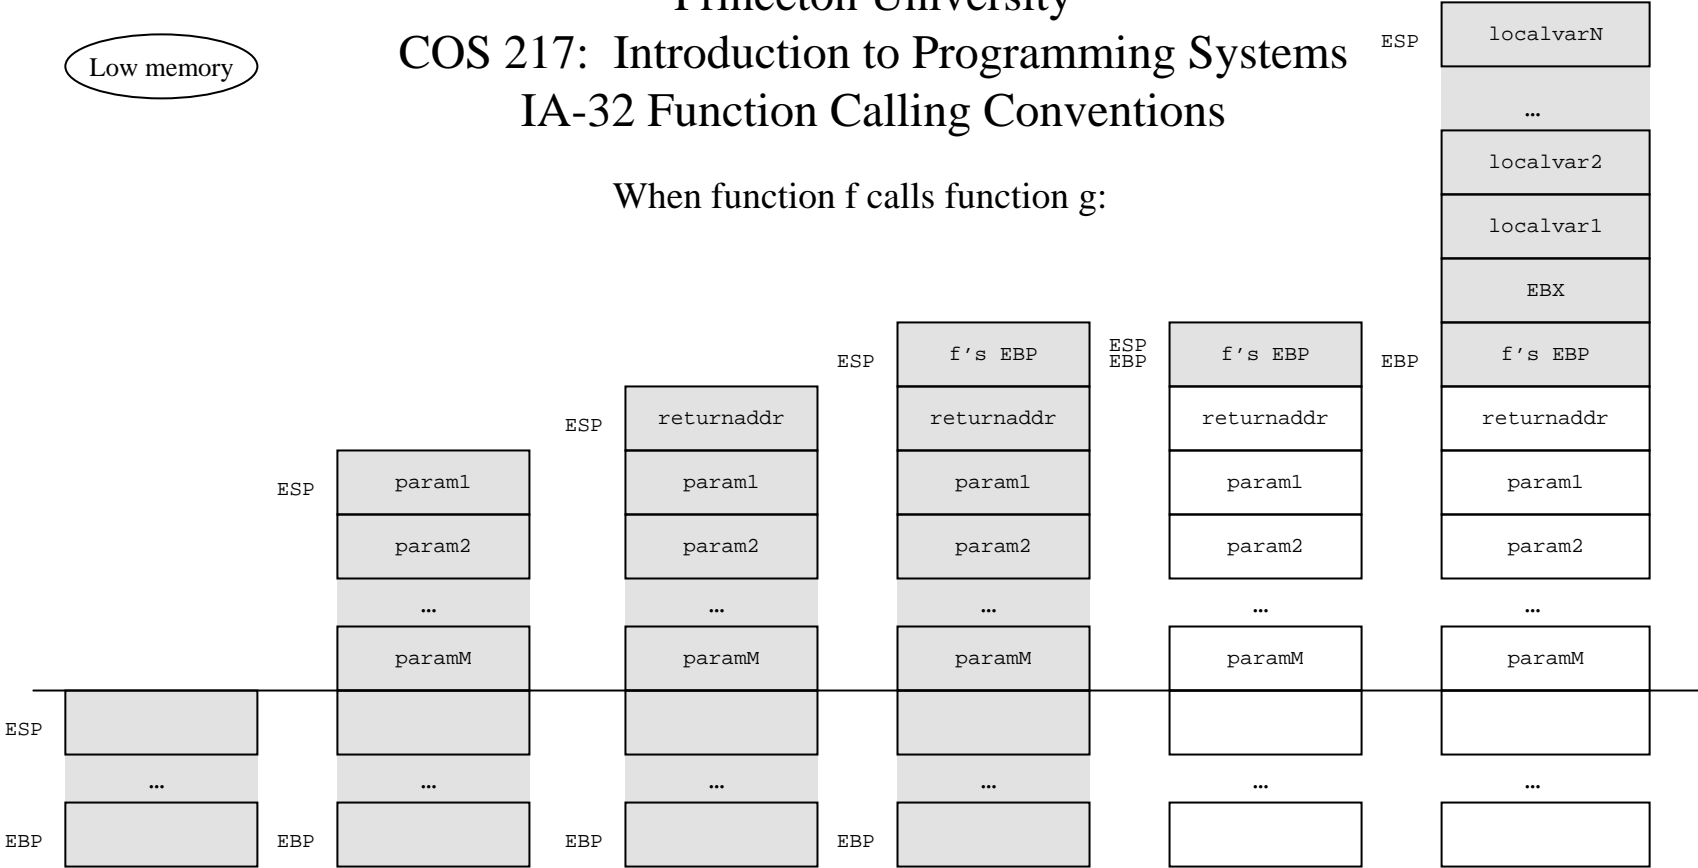 Princeton University
COS 217: Introduction to Programming Systems
IA-32 Function Calling Conventions
When function f calls function g:
Low memory
ESP
...
EBP
ESP
param1
param2
...
paramM
...
EBP
ESP
returnaddr
param1
param2
...
paramM
...
EBP
ESP
f's EBP
returnaddr
param1
param2
...
paramM
...
EBP
ESP
EBP
f's EBP
returnaddr
param1
param2
...
paramM
...
ESP
localvarN
...
localvar2
localvar1
EBX
EBP
f's EBP
returnaddr
param1
param2
...
paramM
...